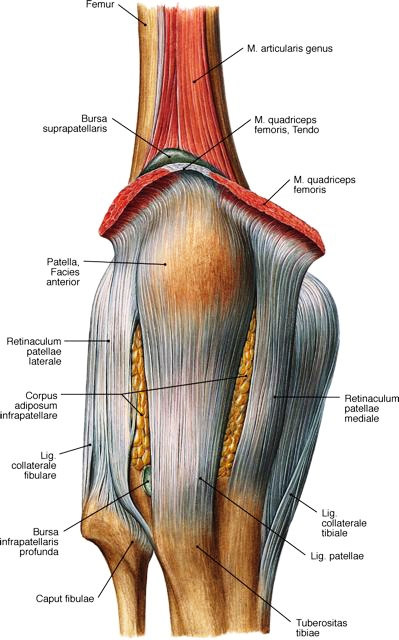 Femur
M. articularis genus
Bursa
suprapatellaris
M. quadriceps
femoris, Tendo
M. quadriceps
femoris
Patella,
Facies
anterior
Retinaculum
patellae
laterale
Corpus
adiposum
infrapatellare
Retinaculum
patellae
mediale
Lig.
collaterale
fibulare
Lig.
collaterale
tibiale
Bursa
infrapatellaris
profunda
Lig. patellae
Caput fibulae
Tuberositas
tibiae